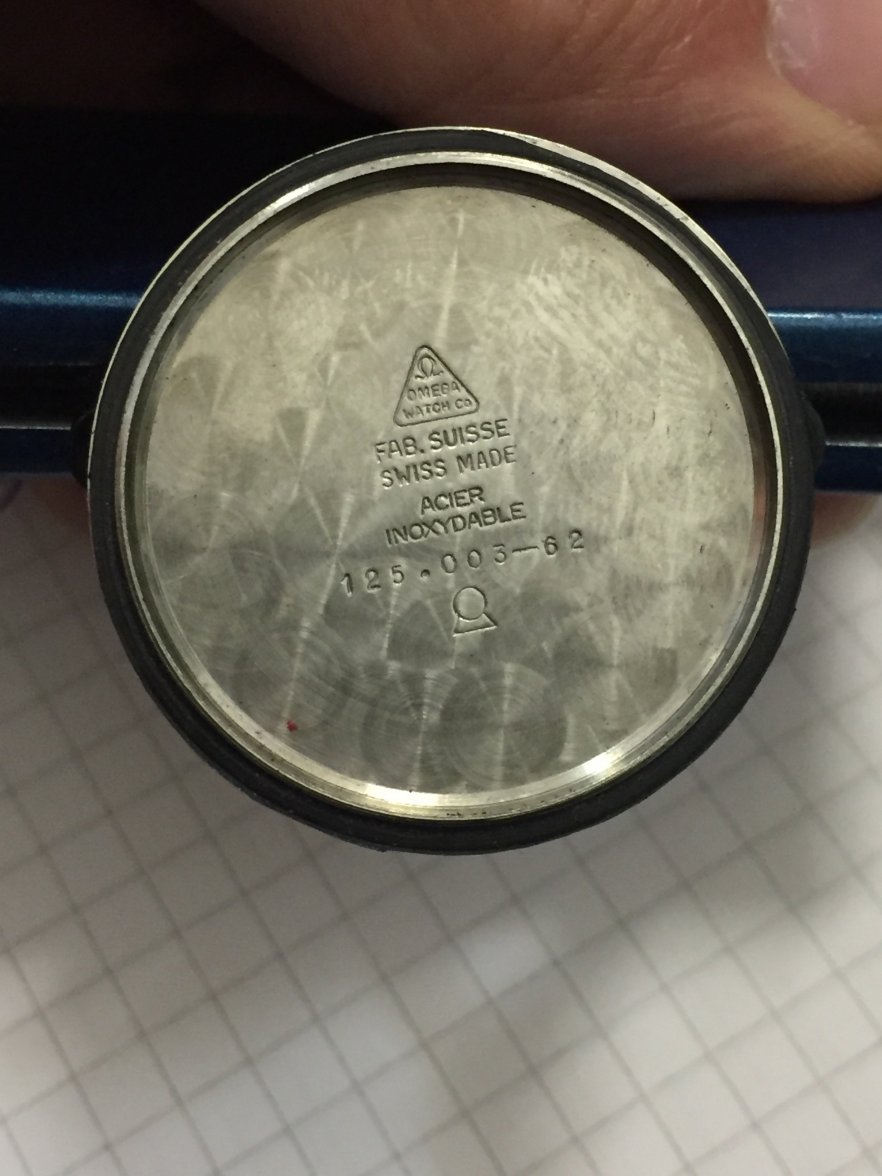 Ω
OMEGA
WATCH Co
FAB. SUISSE
SWISS MADE
ACIER
INOXYDABLE
125.003-62